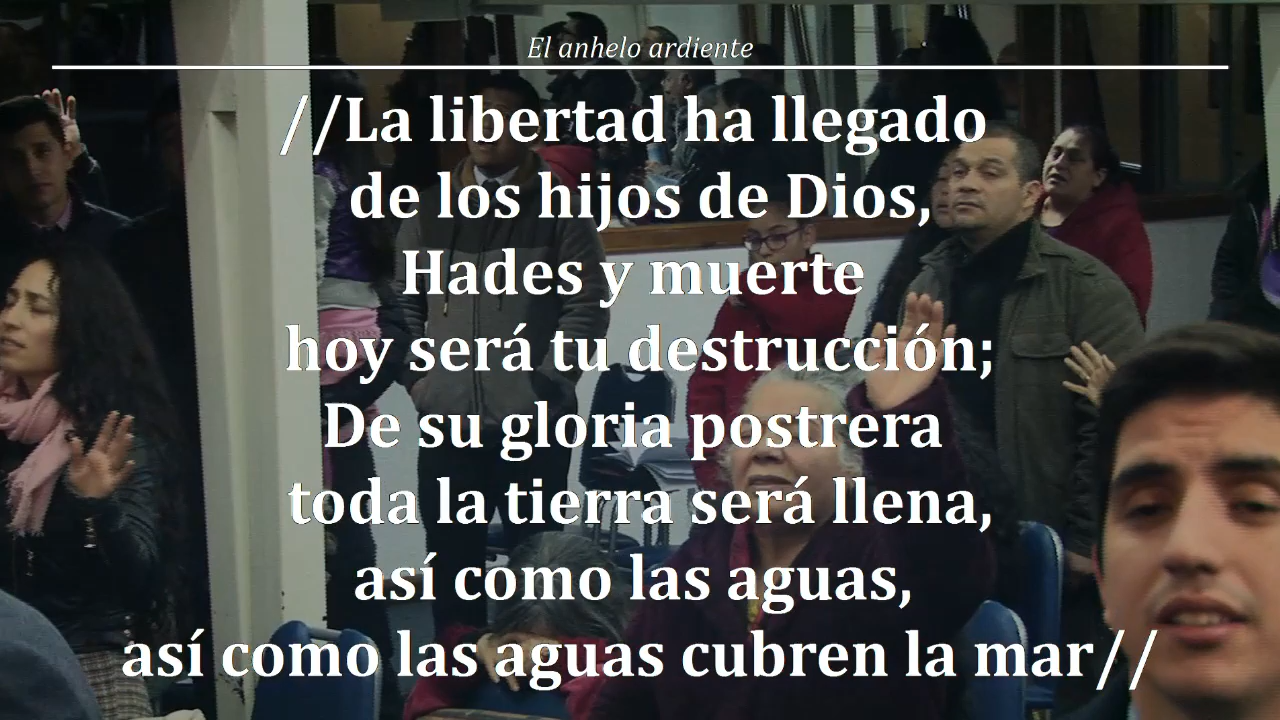 El anhelo ardiente
//La libertad ha llegado
de los hijos de Dios,
Hades y muerte
hoy será tu destrucción;
De su gloria postrera
toda la tierra será llena,
así como las aguas,
así como las aguas cubren la mar//